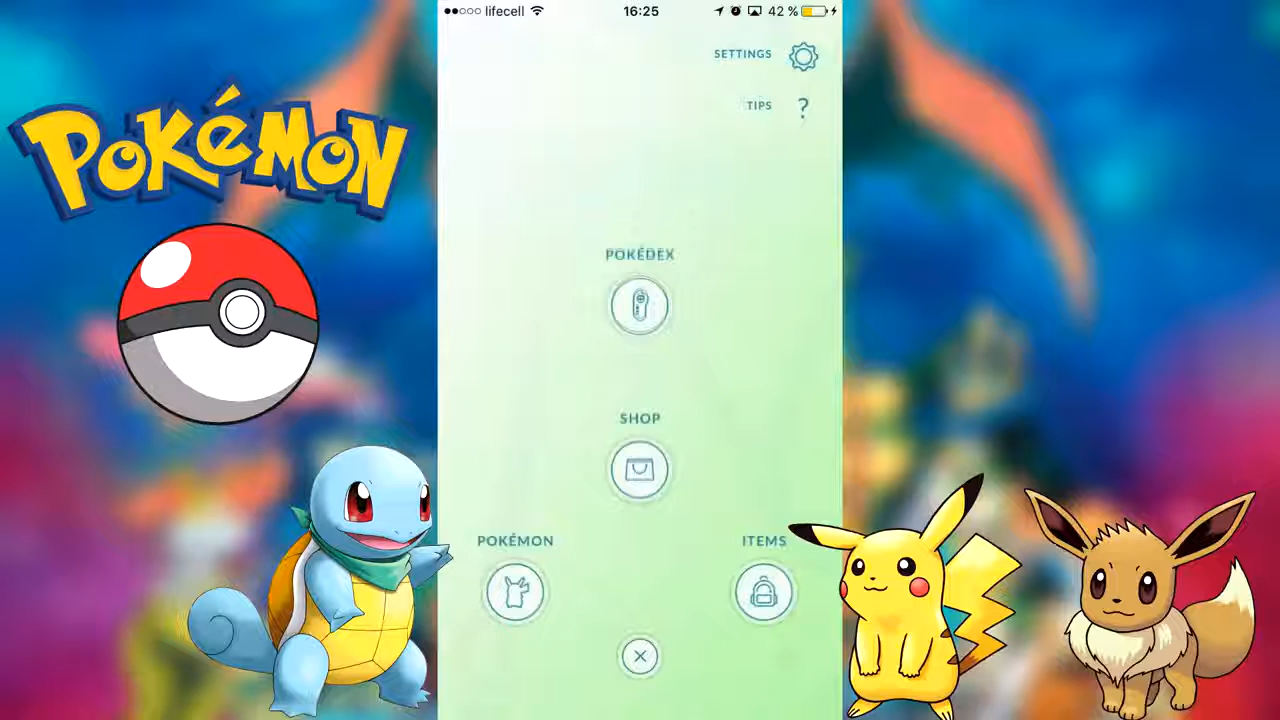 lifecell 16:25 42 %
SETTINGS
TIPS ?
POKéMON
POKÉDEX
SHOP
POKÉMON
ITEMS